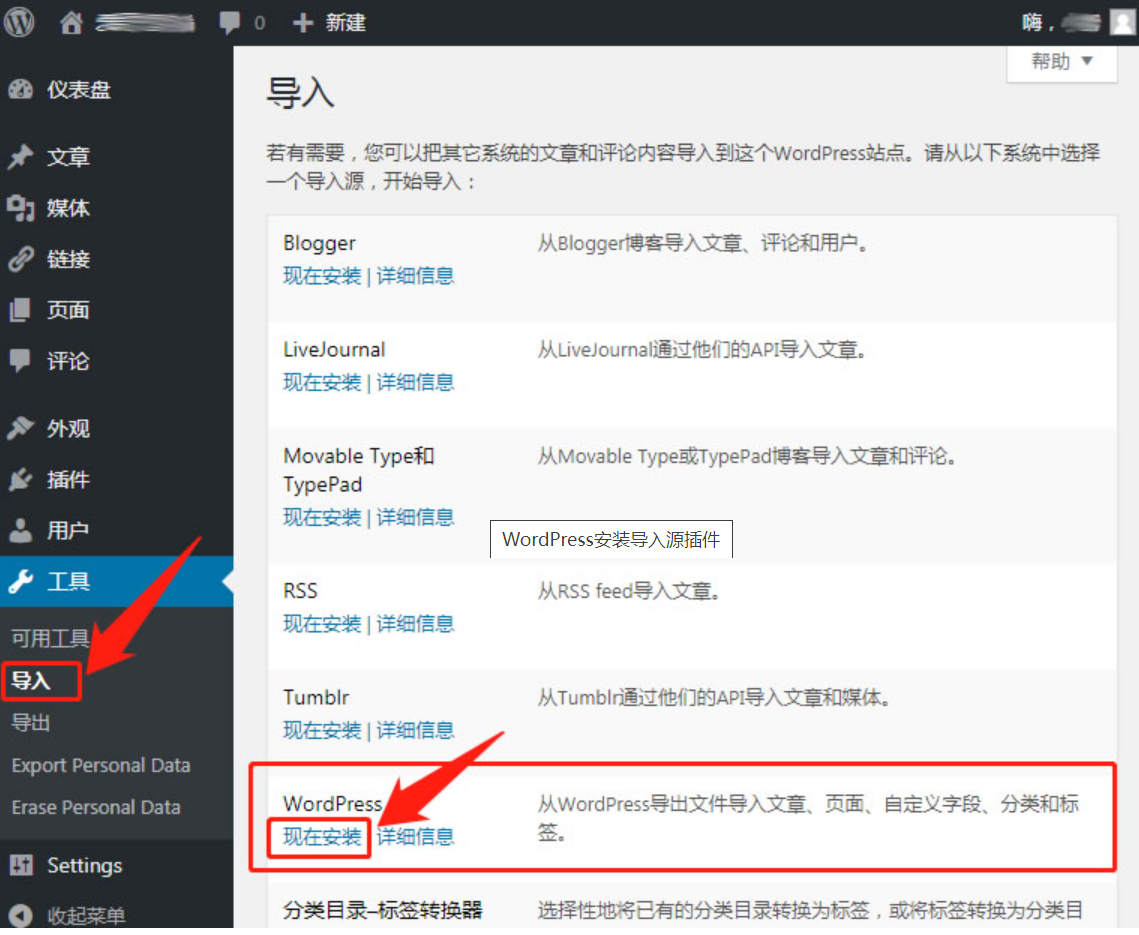 0
新建
嗨，
帮助
仪表盘
文章
媒体
链接
页面
评论
外观
插件
用户
工具
可用工具
导入
导出
Export Personal Data
Erase Personal Data
Settings
收起菜单
导入
若有需要，您可以把其它系统的文章和评论内容导入到这个WordPress站点。请从以下系统中选择
一个导入源，开始导入：
Blogger
从Blogger博客导入文章、评论和用户。
现在安装 | 详细信息
LiveJournal
从LiveJournal通过他们的API导入文章。
现在安装 | 详细信息
Movable Type和
TypePad
从Movable Type或TypePad博客导入文章和评论。
现在安装 | 详细信息
WordPress安装导入源插件
RSS
从RSS feed导入文章。
现在安装 | 详细信息
Tumblr
从Tumblr通过他们的API导入文章和媒体。
现在安装 | 详细信息
WordPress
从WordPress导出文件导入文章、页面、自定义字段、分类和标
签。
现在安装 详细信息
分类目录–标签转换器
选择性地将已有的分类目录转换为标签，或将标签转换为分类目